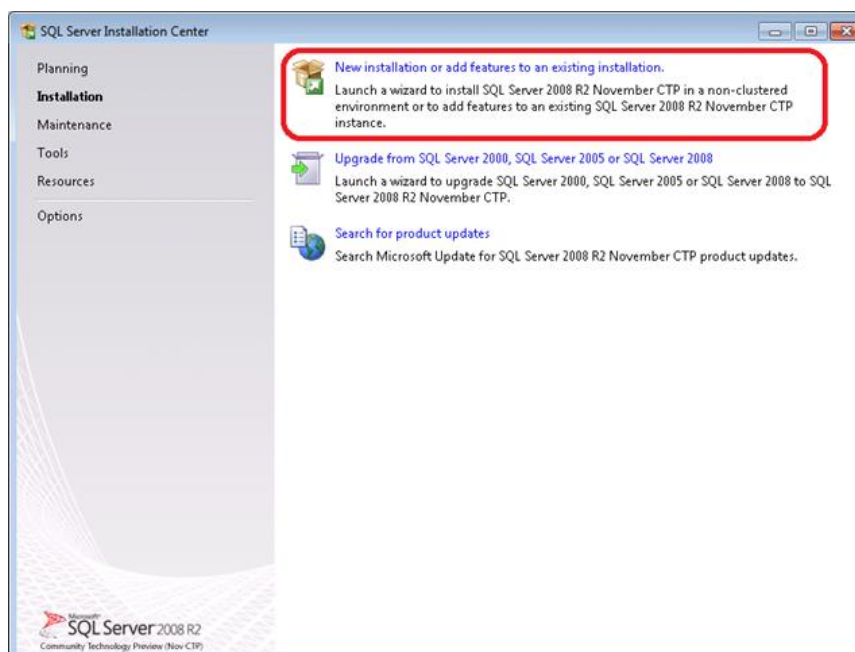 SQL Server Installation Center
Planning
Installation
Maintenance
Tools
Resources
Options
New installation or add features to an existing installation.
Launch a wizard to install SQL Server 2008 R2 November CTP in a non-clustered
environment or to add features to an existing SQL Server 2008 R2 November CTP
instance.
Upgrade from SQL Server 2000, SQL Server 2005 or SQL Server 2008
Launch a wizard to upgrade SQL Server 2000, SQL Server 2005 or SQL Server 2008 to SQL
Server 2008 R2 November CTP.
Search for product updates
Search Microsoft Update for SQL Server 2008 R2 November CTP product updates.
Microsoft
SQL Server 2008 R2
Community Technology Preview (Nov CTP)